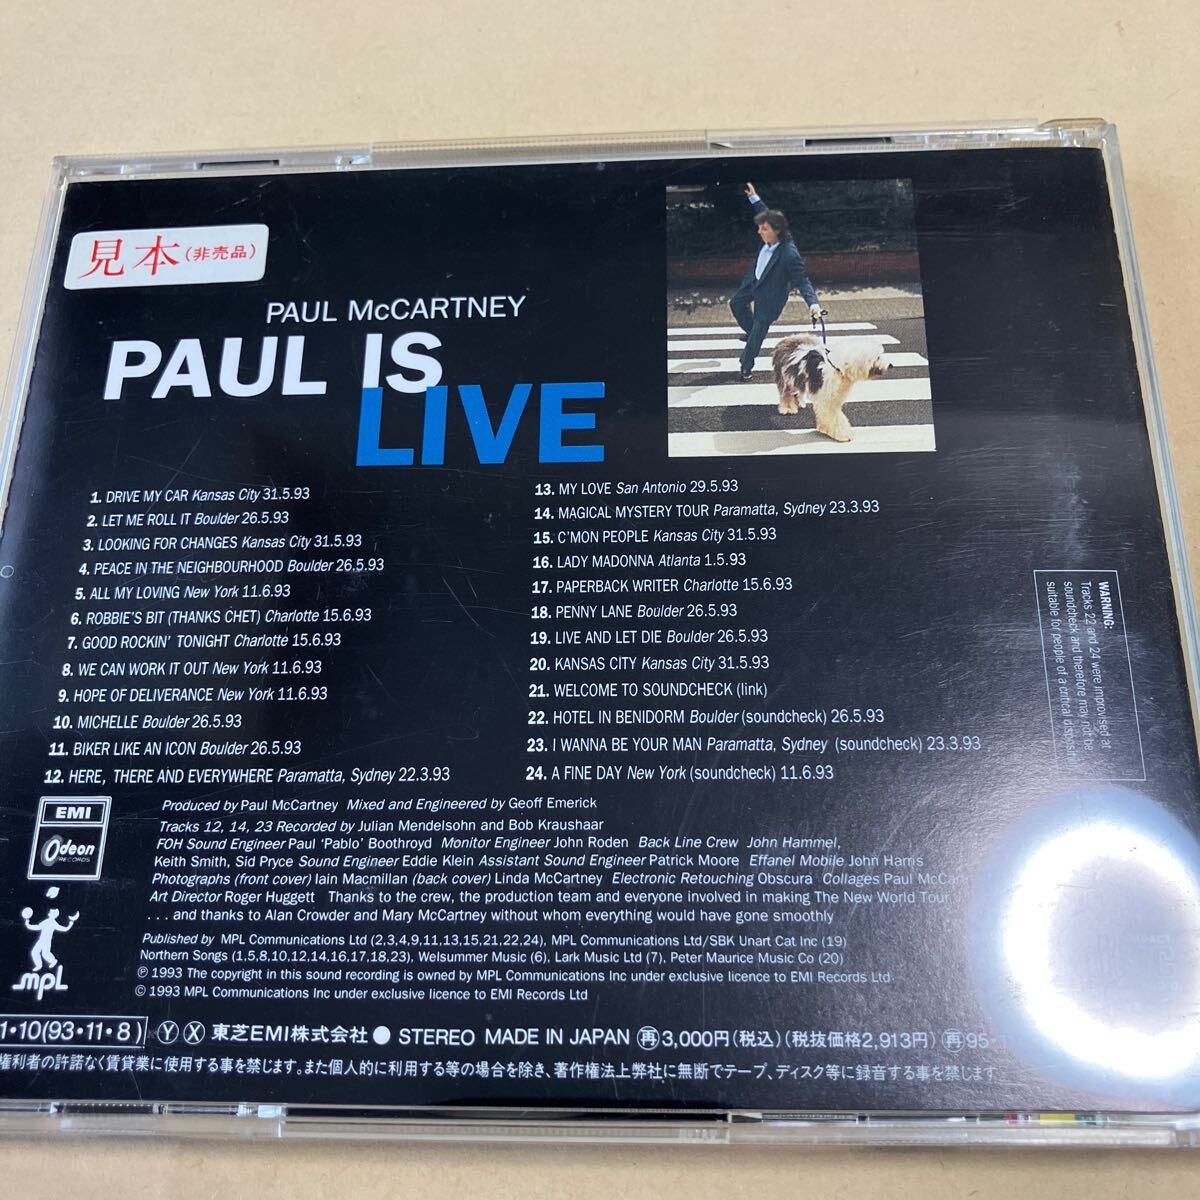 見本(非売品)
PAUL McCARTNEY
PAUL IS
LIVE
1. DRIVE MY CAR Kansas City 31.5.93
2. LET ME ROLL IT Boulder 26.5.93
3. LOOKING FOR CHANGES Kansas City 31.5.93
4. PEACE IN THE NEIGHBOURHOOD Boulder 26.5.93
5. ALL MY LOVING New York 11.6.93
6. ROBBIE'S BIT (THANKS CHET) Charlotte 15.6.93
7. GOOD ROCKIN' TONIGHT Charlotte 15.6.93
8. WE CAN WORK IT OUT New York 11.6.93
9. HOPE OF DELIVERANCE New York 11.6.93
10. MICHELLE Boulder 26.5.93
11. BIKER LIKE AN ICON Boulder 26.5.93
12. HERE, THERE AND EVERYWHERE Paramatta, Sydney 22.3.93
13. MY LOVE San Antonio 29.5.93
14. MAGICAL MYSTERY TOUR Paramatta, Sydney 23.3.93
15. C'MON PEOPLE Kansas City 31.5.93
16. LADY MADONNA Atlanta 1.5.93
17. PAPERBACK WRITER Charlotte 15.6.93
18. PENNY LANE Boulder 26.5.93
19. LIVE AND LET DIE Boulder 26.5.93
20. KANSAS CITY Kansas City 31.5.93
21. WELCOME TO SOUNDCHECK (link)
22. HOTEL IN BENIDORM Boulder (soundcheck) 26.5.93
23. I WANNA BE YOUR MAN Paramatta, Sydney (soundcheck) 23.3.93
24. A FINE DAY New York (soundcheck) 11.6.93
WARNING:
Tracks 22 and 24 were improvised at
soundcheck and therefore may not be
suitable for people of a critical
EMI
Odeon
RECORDS
MPL
Produced by Paul McCartney Mixed and Engineered by Geoff Emerick
Tracks 12, 14, 23 Recorded by Julian Mendelsohn and Bob Kraushaar
FOH Sound Engineer Paul 'Pablo' Boothroyd Monitor Engineer John Roden Back Line Crew John Hammel,
Keith Smith, Sid Pryce Sound Engineer Eddie Klein Assistant Sound Engineer Patrick Moore Effanel Mobile John Harris
Photographs (front cover) Iain Macmillan (back cover) Linda McCartney Electronic Retouching Obscura Collages Paul
Art Director Roger Huggett Thanks to the crew, the production team and everyone involved in making The New World Tour
. . . and thanks to Alan Crowder and Mary McCartney without whom everything would have gone smoothly
Published by MPL Communications Ltd (2,3,4,9,11,13,15,21,22,24), MPL Communications Ltd/SBK Unart Cat Inc (19)
Northern Songs (1,5,8,10,12,14,16,17,18,23), Welsummer Music (6), Lark Music Ltd (7), Peter Maurice Music Co (20)
℗ 1993 The copyright in this sound recording is owned by MPL Communications Inc under exclusive licence to EMI Records Ltd
© 1993 MPL Communications Inc under exclusive licence to EMI Records Ltd
1・10(93・11・8) Ⓨ Ⓧ 東芝EMI株式会社● STEREO MADE IN JAPAN 再3,000円(税込)(税抜価格2,913円) 再95・
権利者の許諾なく賃貸業に使用する事を禁じます。また個人的に利用する等の場合を除き、著作権法上弊社に無断でテープ、ディスク等に録音する事を禁じます